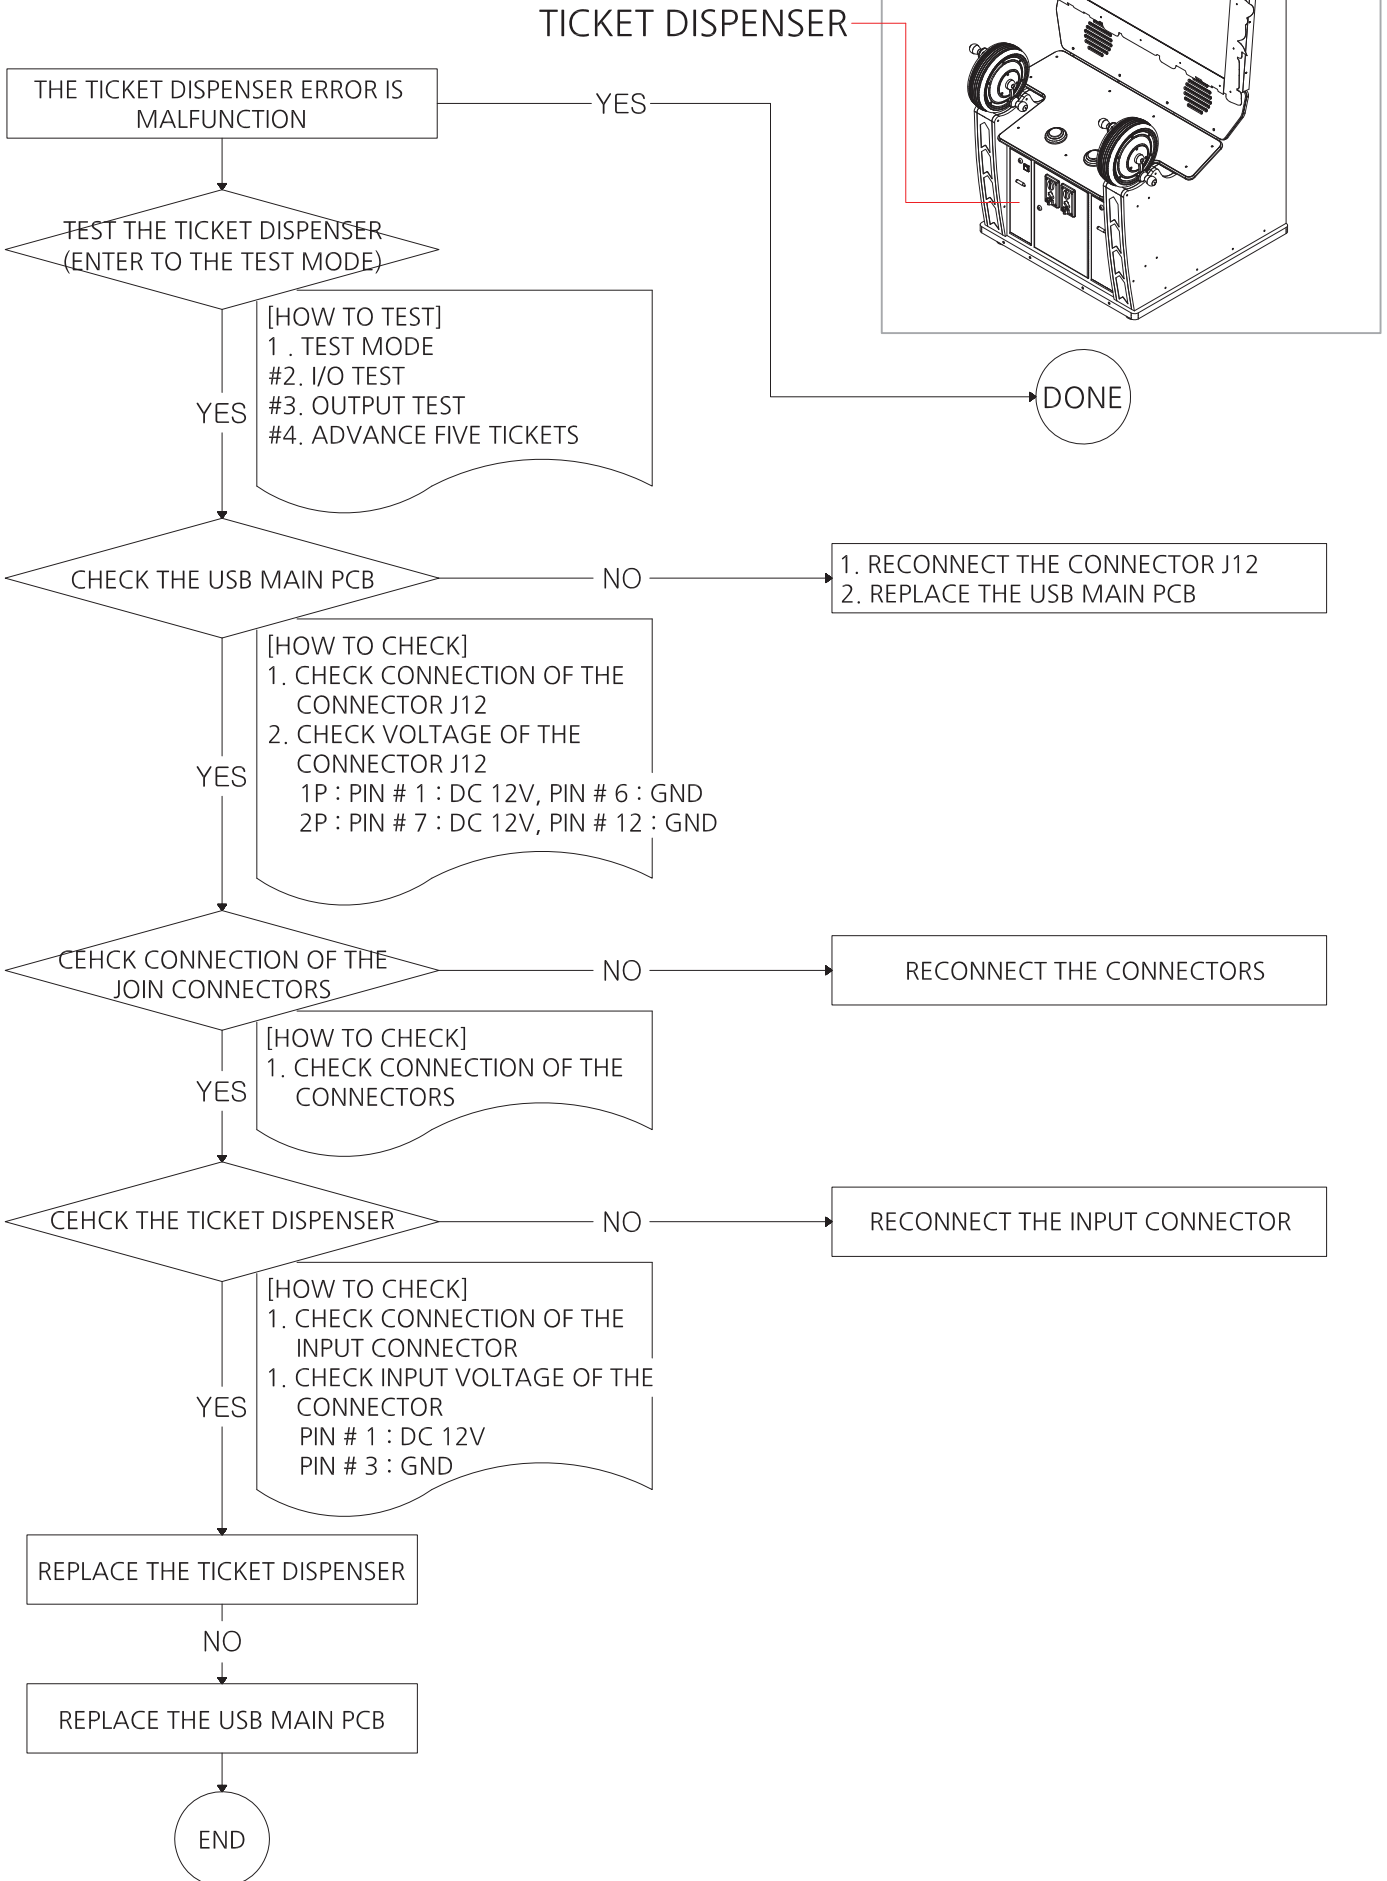 TICKET DISPENSER
THE TICKET DISPENSER ERROR IS
MALFUNCTION
YES
TEST THE TICKET DISPENSER
(ENTER TO THE TEST MODE)
[HOW TO TEST]
1 . TEST MODE
#2. I/O TEST
#3. OUTPUT TEST
#4. ADVANCE FIVE TICKETS
YES
DONE
CHECK THE USB MAIN PCB
NO
1. RECONNECT THE CONNECTOR J12
2. REPLACE THE USB MAIN PCB
[HOW TO CHECK]
1. CHECK CONNECTION OF THE
CONNECTOR J12
2. CHECK VOLTAGE OF THE
CONNECTOR J12
1P : PIN # 1 : DC 12V, PIN # 6 : GND
2P : PIN # 7 : DC 12V, PIN # 12 : GND
YES
CEHCK CONNECTION OF THE
JOIN CONNECTORS
NO
RECONNECT THE CONNECTORS
[HOW TO CHECK]
1. CHECK CONNECTION OF THE
CONNECTORS
YES
CEHCK THE TICKET DISPENSER
NO
RECONNECT THE INPUT CONNECTOR
[HOW TO CHECK]
1. CHECK CONNECTION OF THE
INPUT CONNECTOR
1. CHECK INPUT VOLTAGE OF THE
CONNECTOR
PIN # 1 : DC 12V
PIN # 3 : GND
YES
REPLACE THE TICKET DISPENSER
NO
REPLACE THE USB MAIN PCB
END